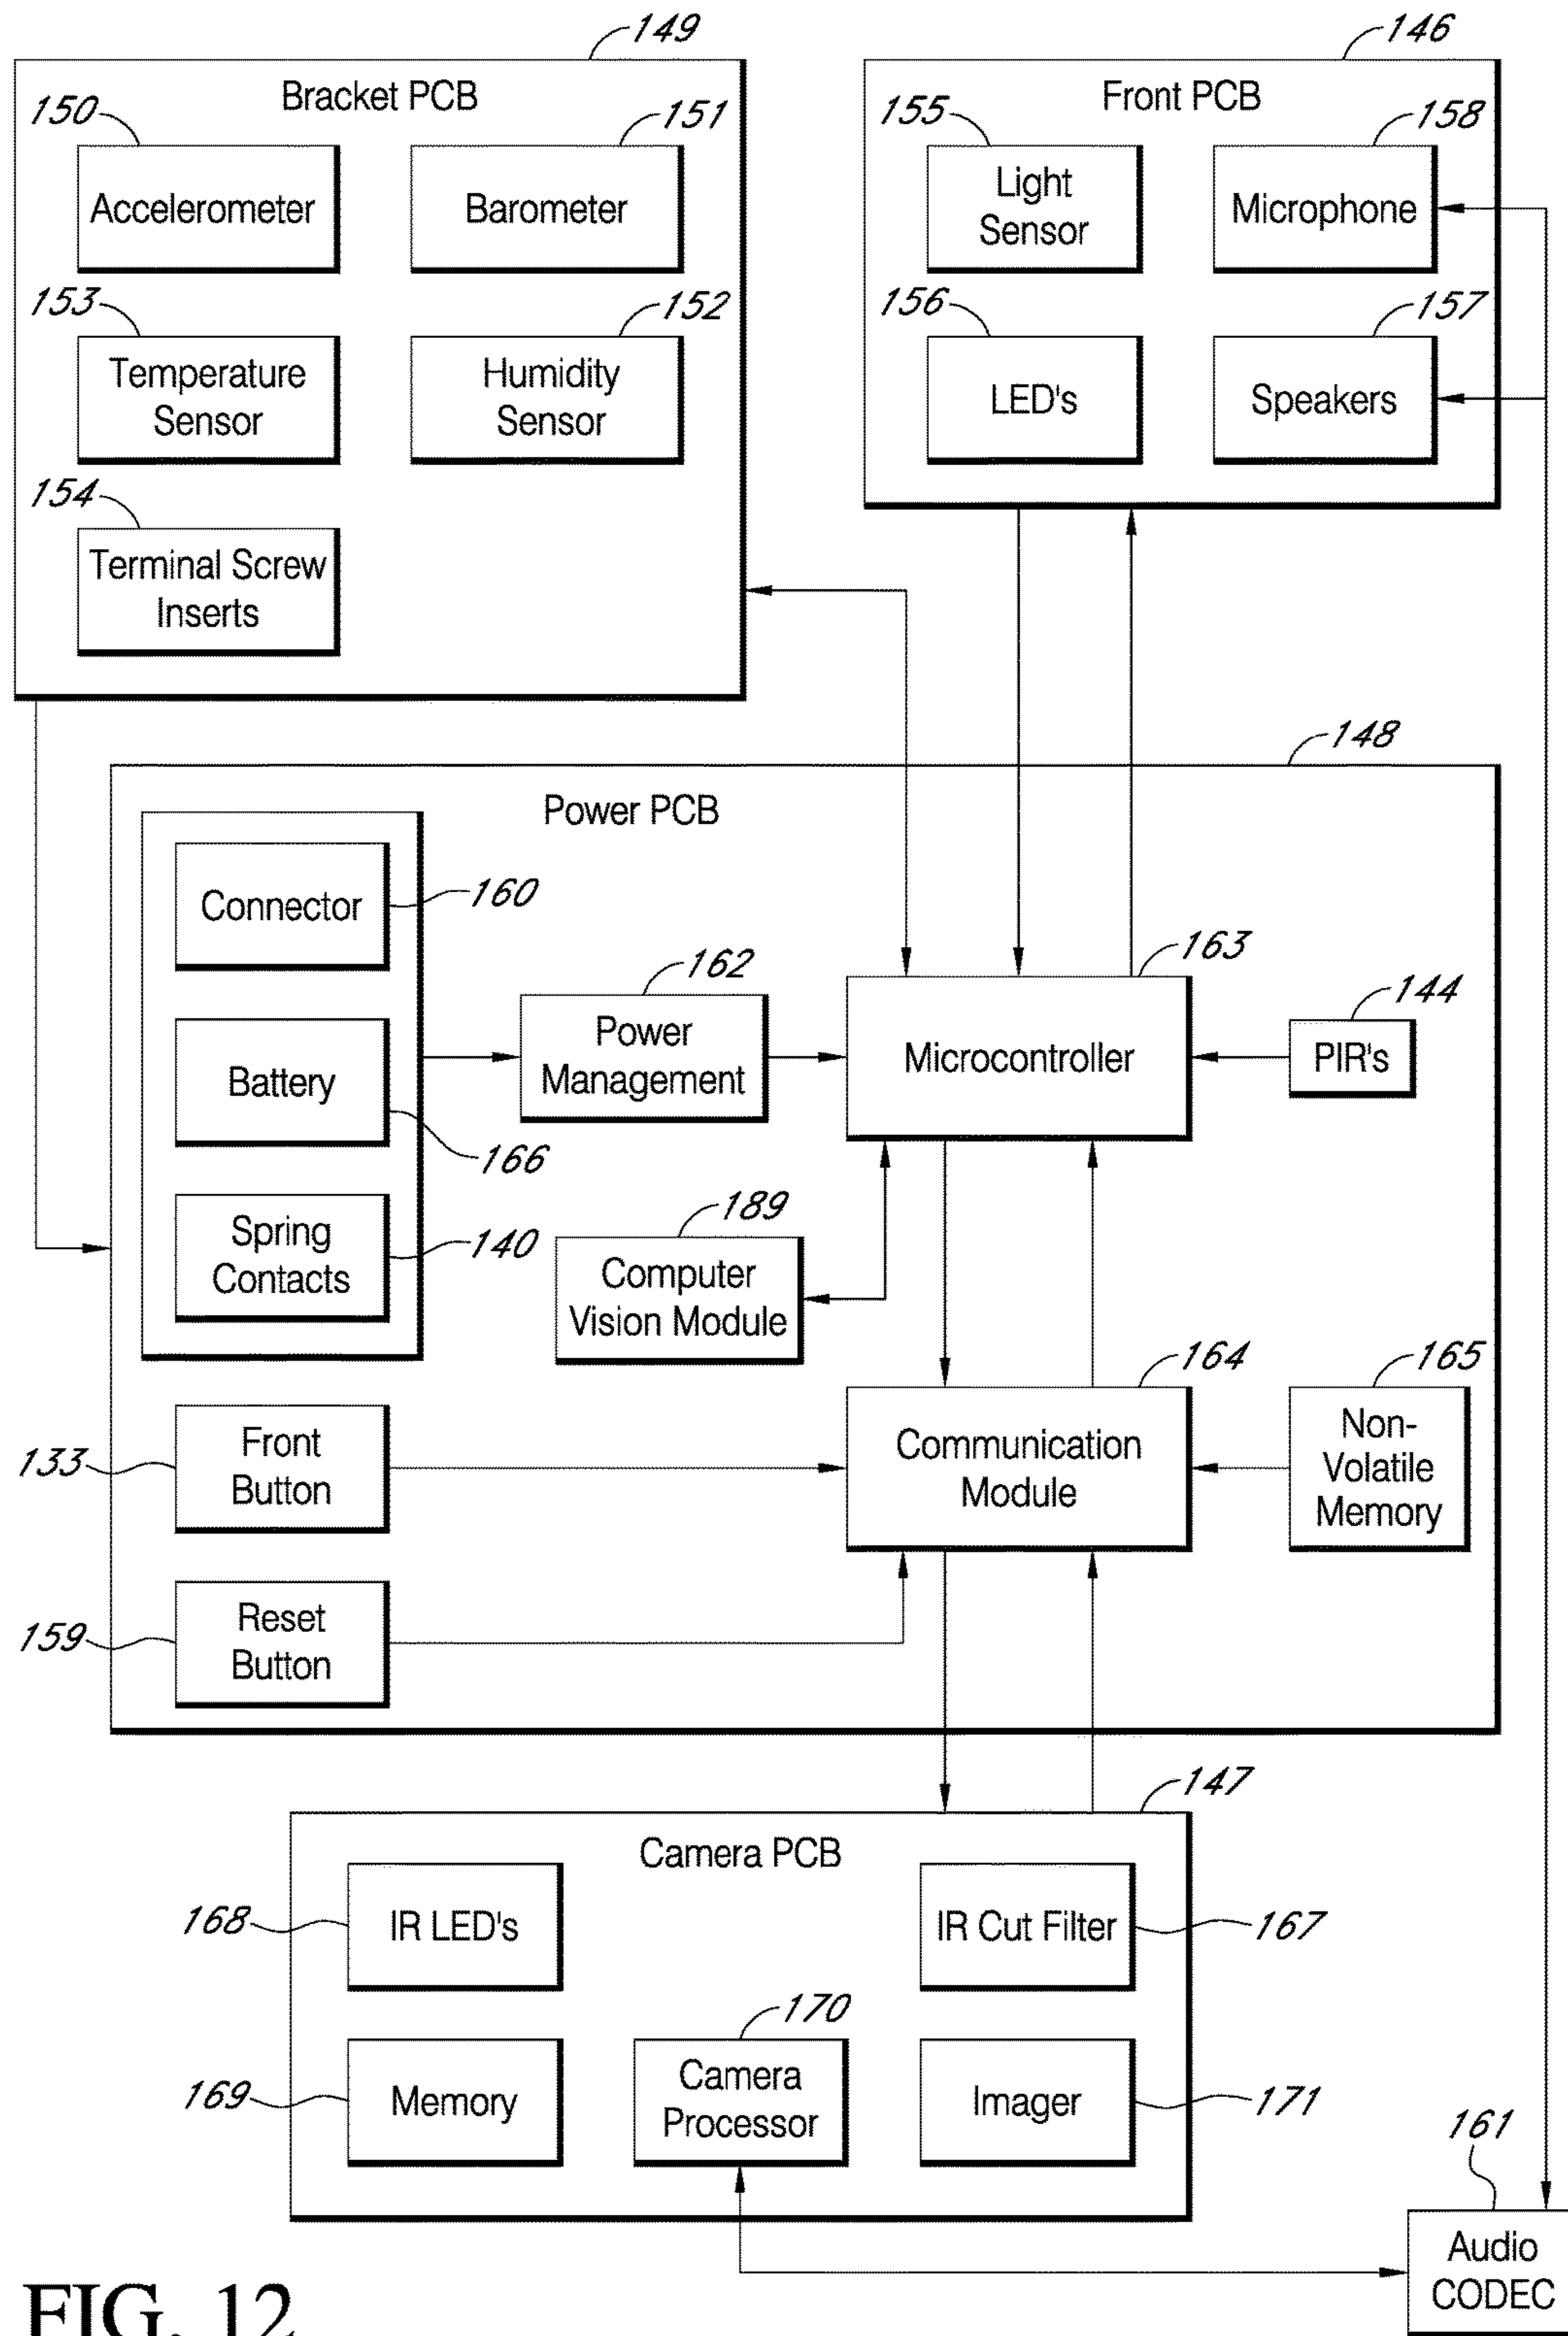 149
Bracket PCB
150
Accelerometer
151
Barometer
153
Temperature
Sensor
152
Humidity
Sensor
154
Terminal Screw
Inserts
146
Front PCB
155
Light
Sensor
158
Microphone
156
LED's
157
Speakers
148
Power PCB
Connector
160
Battery
166
Spring
Contacts
140
162
Power
Management
163
Microcontroller
144
PIR's
189
Computer
Vision Module
164
Communication
Module
165
Non-
Volatile
Memory
133
Front
Button
159
Reset
Button
147
Camera PCB
168
IR LED's
IR Cut Filter
167
169
Memory
170
Camera
Processor
Imager
171
161
Audio
CODEC
FIG. 12